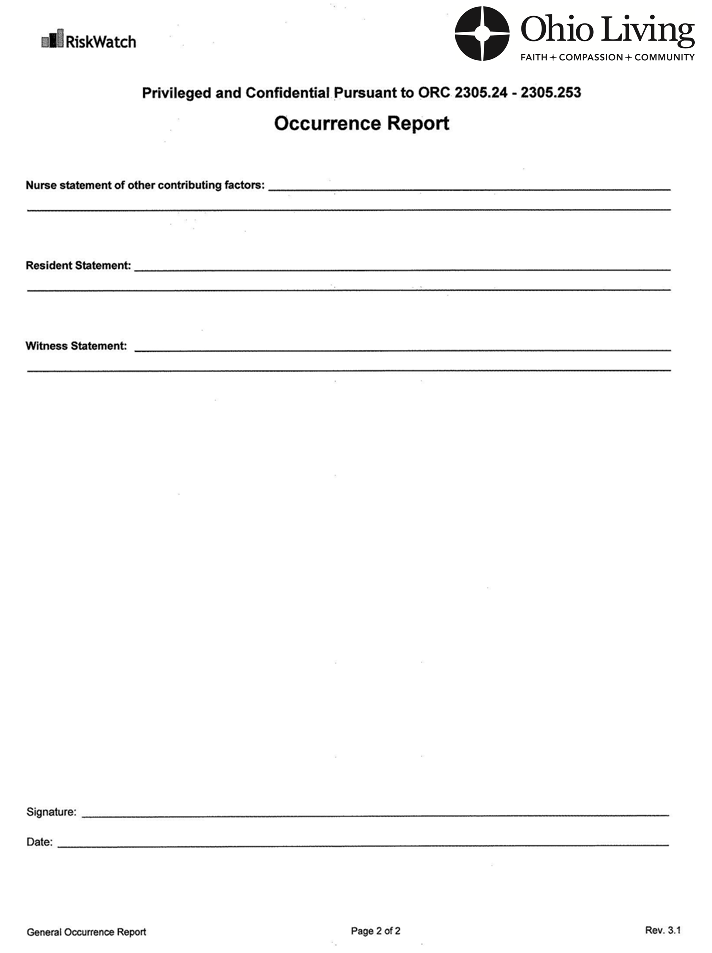 RiskWatch
Ohio Living
FAITH + COMPASSION + COMMUNITY
Privileged and Confidential Pursuant to ORC 2305.24 - 2305.253
Occurrence Report
Nurse statement of other contributing factors:
Resident Statement:
Witness Statement:
Signature:
Date:
General Occurrence Report Page 2 of 2 Rev. 3.1